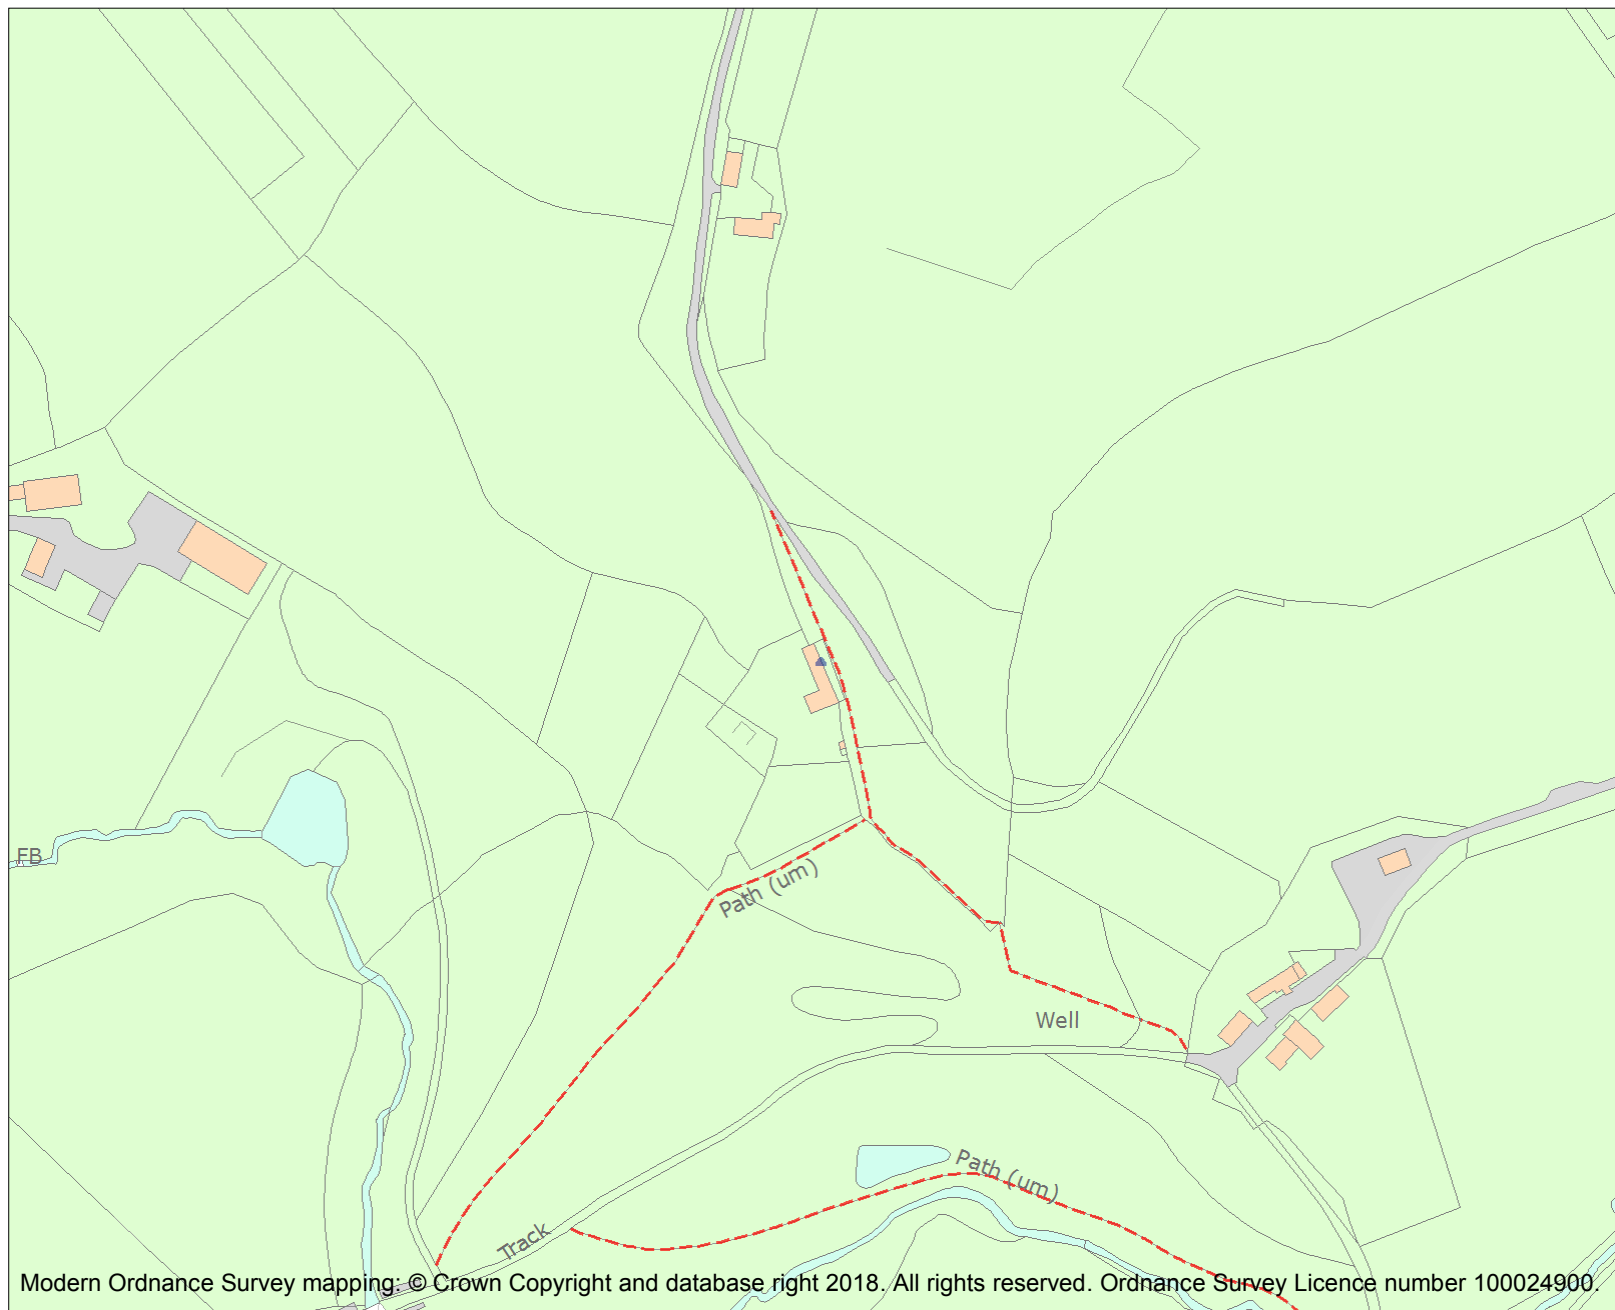 FB
Path (um)
Well
Path (um)
Track
Modern Ordnance Survey mapping: © Crown Copyright and database right 2018. All rights reserved. Ordnance Survey Licence number 100024900.